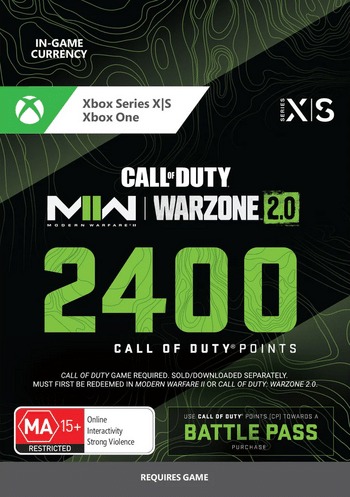 IN-GAME
CURRENCY
Xbox Series X|S
Xbox One
SERIES X|S
CALL OF DUTY
MWII | WARZONE 2.0
MODERN WARFARE II
2400
CALL OF DUTY® POINTS
CALL OF DUTY GAME REQUIRED. SOLD/DOWNLOADED SEPARATELY.
MUST FIRST BE REDEEMED IN MODERN WARFARE II OR CALL OF DUTY: WARZONE 2.0.
MA 15+
RESTRICTED
Online
Interactivity
Strong Violence
USE CALL OF DUTY® POINTS (CP) TOWARDS A
BATTLE PASS
PURCHASE
REQUIRES GAME